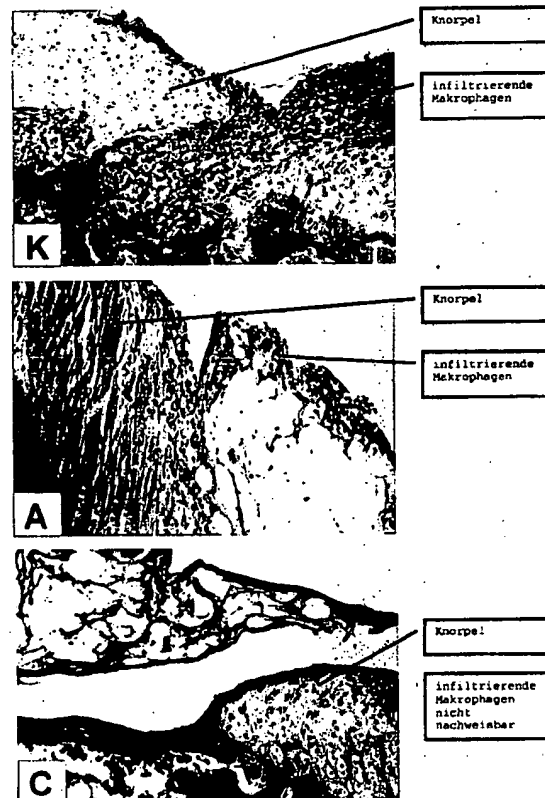 Knorpel
infiltrierende
Makrophagen
K
Knorpel
infiltrierende
Makrophagen
A
Knorpel
infiltrierende
Makrophagen
nicht
nachweisbar
C